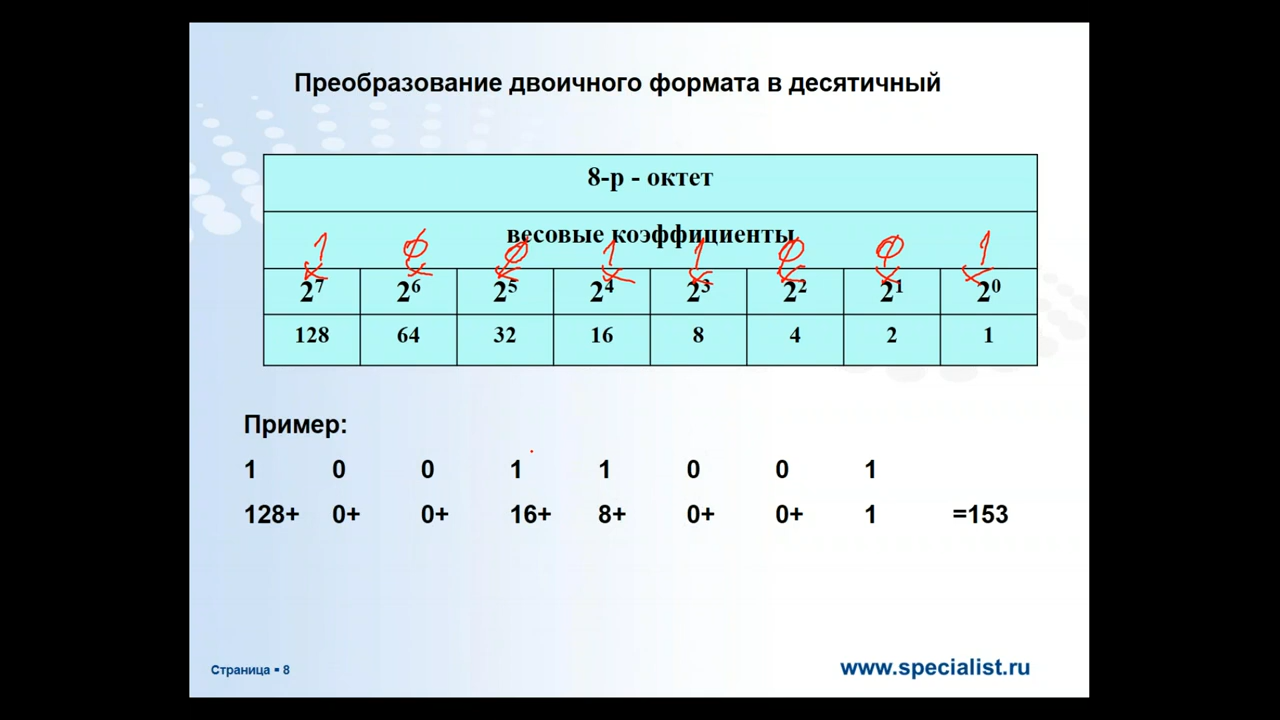 Преобразование двоичного формата в десятичный
8-р - октет
весовые коэффициенты
1 0 0 1 1 0 0 1
2⁷ 2⁶ 2⁵ 2⁴ 2³ 2² 2¹ 2⁰
128 64 32 16 8 4 2 1
Пример:
1 0 0 1 1 0 0 1
128+ 0+ 0+ 16+ 8+ 0+ 0+ 1 =153
Страница ▪ 8
www.specialist.ru